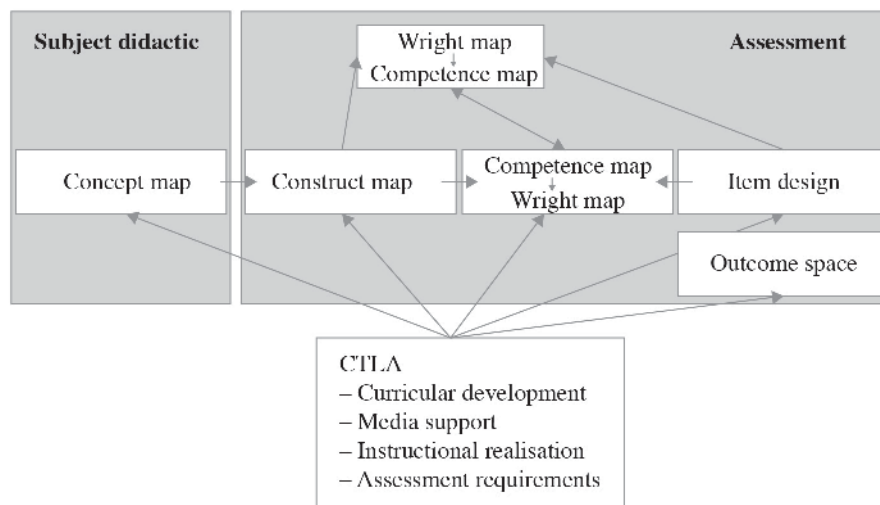 Subject didactic
Assessment
Wright map
Competence map
Concept map
Construct map
Competence map
Wright map
Item design
Outcome space
CTLA
– Curricular development
– Media support
– Instructional realisation
– Assessment requirements